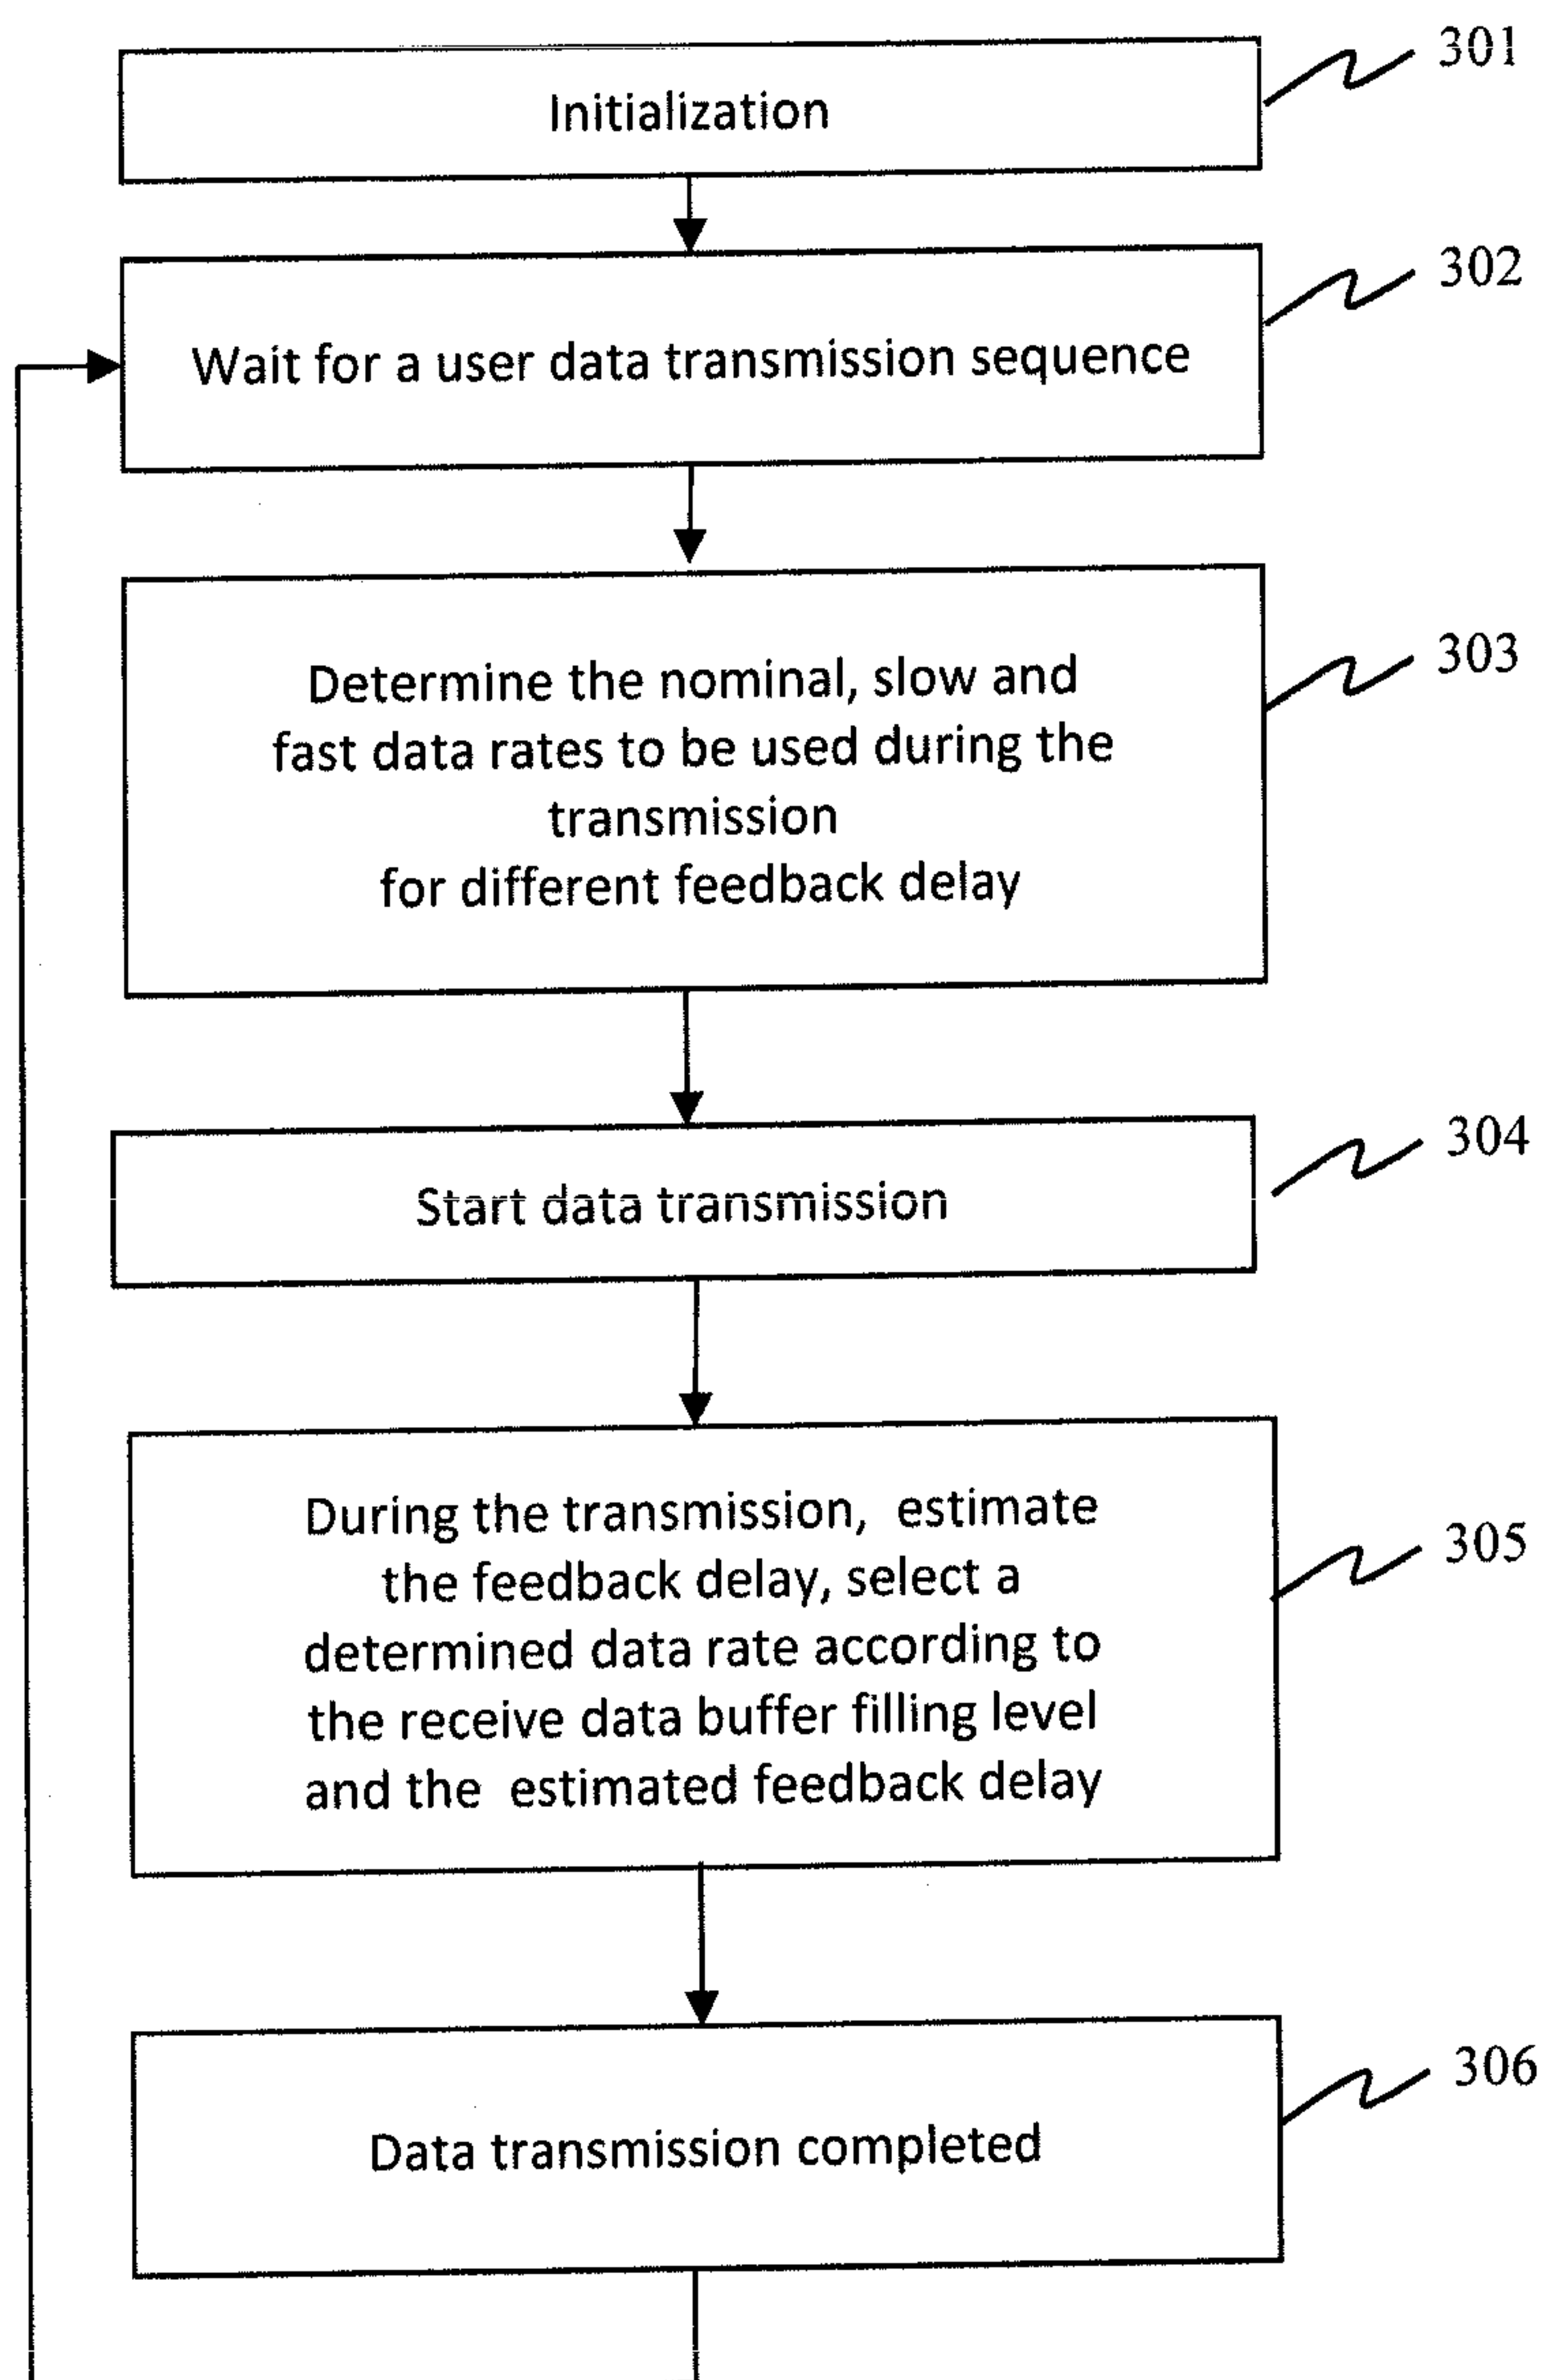 301
Initialization
302
Wait for a user data transmission sequence
303
Determine the nominal, slow and
fast data rates to be used during the
transmission
for different feedback delay
304
Start data transmission
305
During the transmission, estimate
the feedback delay, select a
determined data rate according to
the receive data buffer filling level
and the estimated feedback delay
306
Data transmission completed